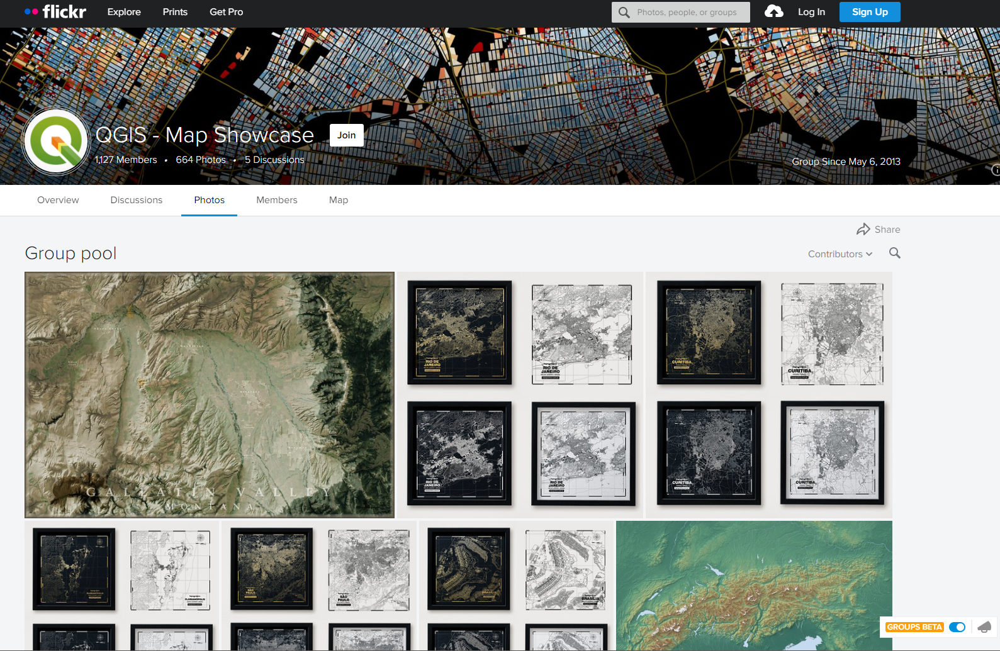 flickr Explore Prints Get Pro Photos, people, or groups Log In Sign Up
QGIS - Map Showcase Join
1,127 Members • 664 Photos • 5 Discussions
Group Since May 6, 2013
Overview Discussions Photos Members Map
Share
Group pool
Contributors
GALLATIN VALLEY
MONTANA
RIO DE
JANEIRO
RIO DE
JANEIRO
CURITIBA
CURITIBA
RIO DE
JANEIRO
RIO DE
JANEIRO
CURITIBA
CURITIBA
FLORIANÓPOLIS
FLORIANÓPOLIS
SÃO
PAULO
SÃO
PAULO
BRASÍLIA
BRASÍLIA
GROUPS BETA